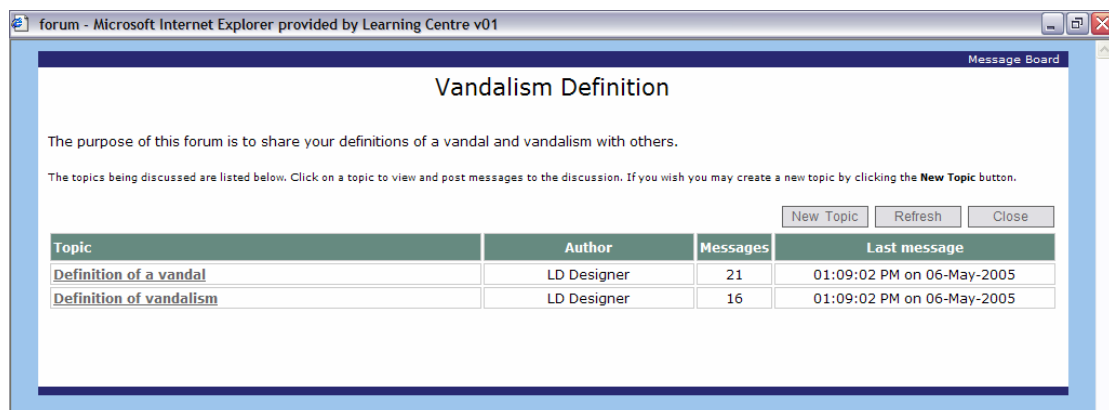 forum - Microsoft Internet Explorer provided by Learning Centre v01
Message Board
Vandalism Definition
The purpose of this forum is to share your definitions of a vandal and vandalism with others.
The topics being discussed are listed below. Click on a topic to view and post messages to the discussion. If you wish you may create a new topic by clicking the New Topic button.
New Topic Refresh Close
Topic Author Messages Last message
Definition of a vandal LD Designer 21 01:09:02 PM on 06-May-2005
Definition of vandalism LD Designer 16 01:09:02 PM on 06-May-2005